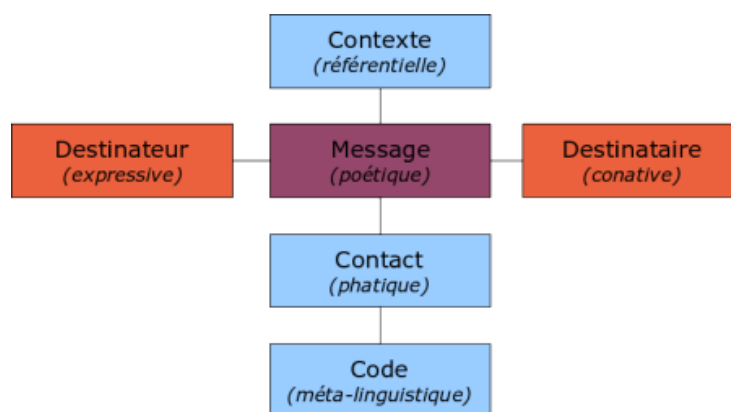 Contexte
(référentielle)
Destinateur
(expressive)
Message
(poétique)
Destinataire
(conative)
Contact
(phatique)
Code
(méta-linguistique)